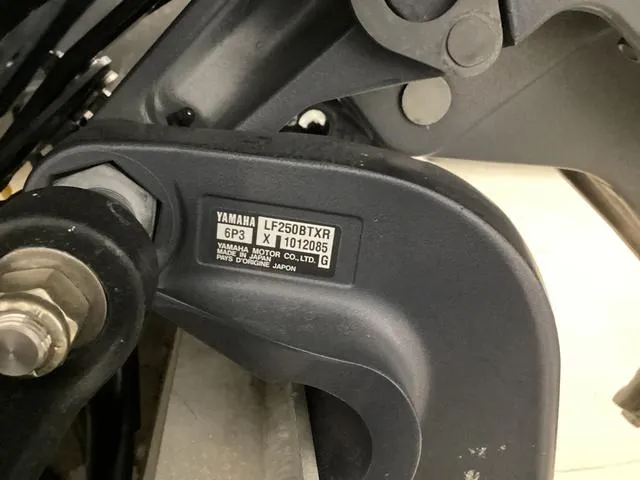 YAMAHA LF250BTXR
6P3 X 1012085
YAMAHA MOTOR CO., LTD. G
MADE IN JAPAN
PAYS D'ORIGINE JAPON